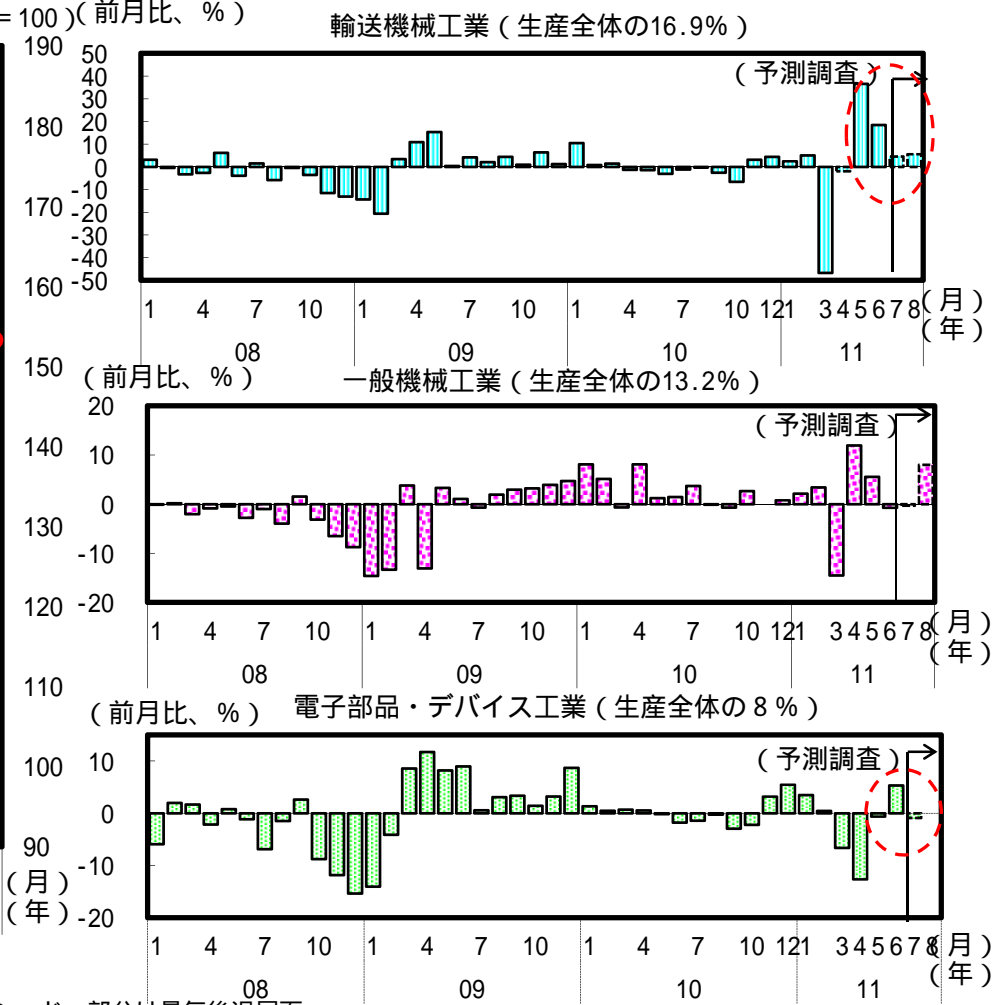 ＝100）（前月比、％）
輸送機械工業（生産全体の16.9％）
190
180
170
160
150
140
130
120
110
100
90
（月）
（年）
50
40
30
20
10
0
-10
-20
-30
-40
-50
（予測調査）
1 4 7 10 1 4 7 10 1 4 7 10 12 1 3 4 5 6 7 8（月）
08 09 10 11（年）
（前月比、％）
一般機械工業（生産全体の13.2％）
20
10
0
-10
-20
（予測調査）
1 4 7 10 1 4 7 10 1 4 7 10 12 1 3 4 5 6 7 8（月）
08 09 10 11（年）
（前月比、％）
電子部品・デバイス工業（生産全体の８％）
10
0
-10
-20
（予測調査）
1 4 7 10 1 4 7 10 1 4 7 10 12 1 3 4 5 6 7 8（月）
08 09 10 11（年）